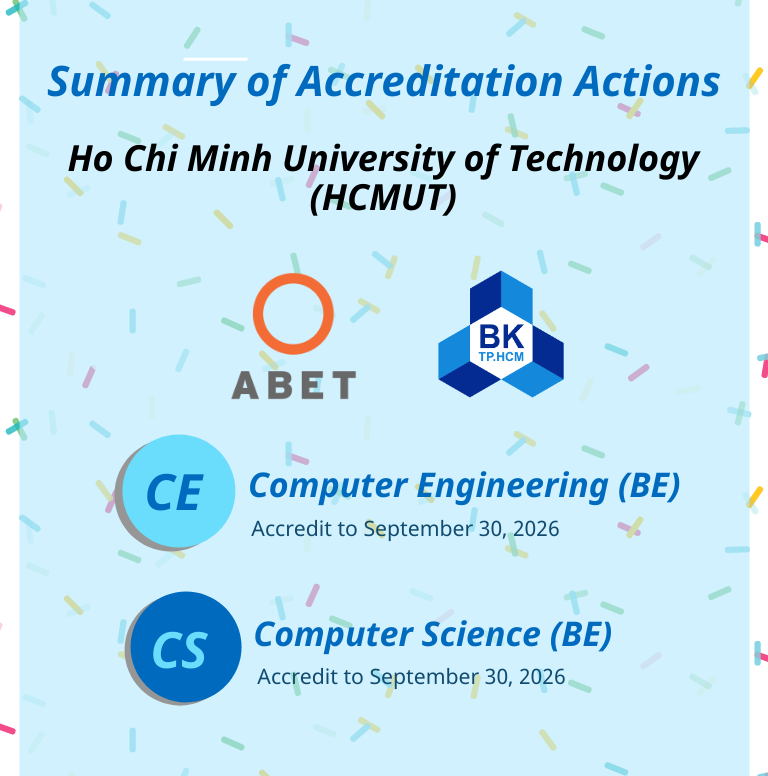 Summary of Accreditation Actions
Ho Chi Minh University of Technology
(HCMUT)
ABET
BK
TP.HCM
CE
Computer Engineering (BE)
Accredit to September 30, 2026
CS
Computer Science (BE)
Accredit to September 30, 2026